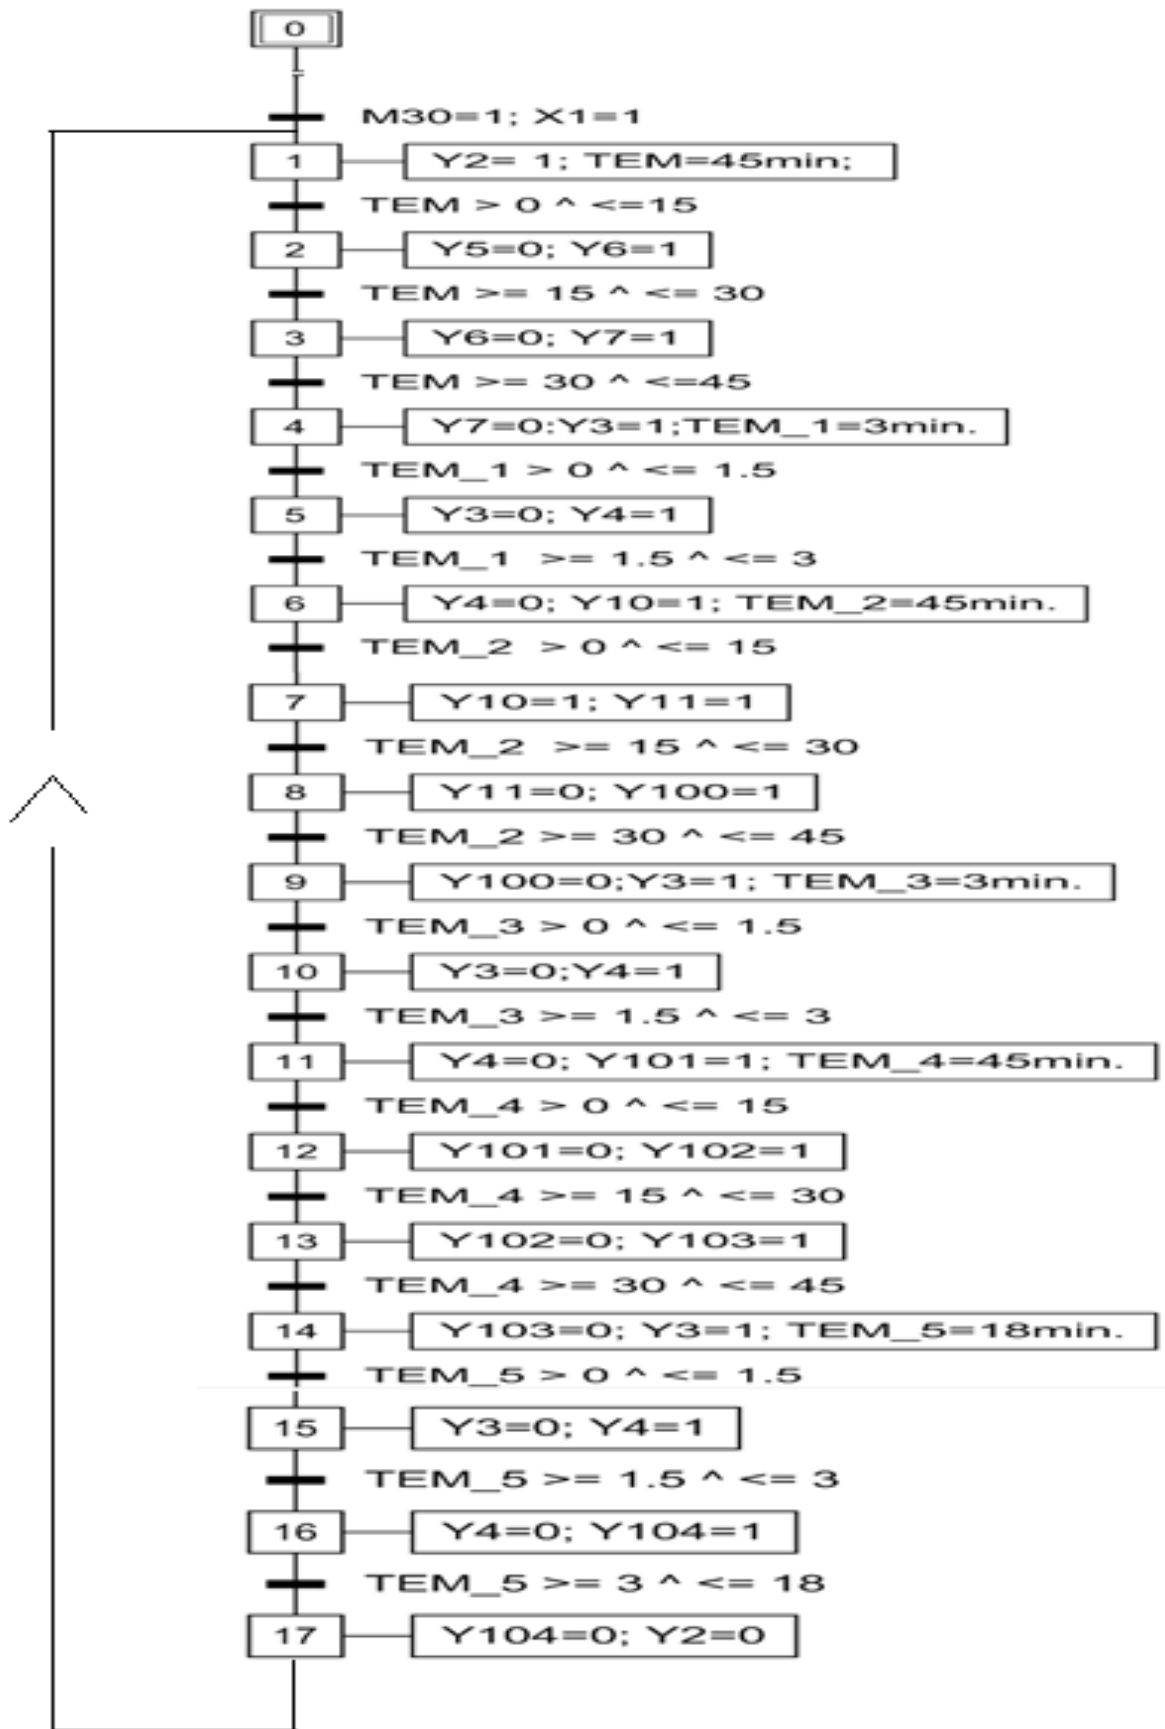 0
M30=1; X1=1
1 Y2= 1; TEM=45min;
TEM > 0 ^ <=15
2 Y5=0; Y6=1
TEM >= 15 ^ <= 30
3 Y6=0; Y7=1
TEM >= 30 ^ <=45
4 Y7=0:Y3=1;TEM_1=3min.
TEM_1 > 0 ^ <= 1.5
5 Y3=0; Y4=1
TEM_1 >= 1.5 ^ <= 3
6 Y4=0; Y10=1; TEM_2=45min.
TEM_2 > 0 ^ <= 15
7 Y10=1; Y11=1
TEM_2 >= 15 ^ <= 30
8 Y11=0; Y100=1
TEM_2 >= 30 ^ <= 45
9 Y100=0;Y3=1; TEM_3=3min.
TEM_3 > 0 ^ <= 1.5
10 Y3=0;Y4=1
TEM_3 >= 1.5 ^ <= 3
11 Y4=0; Y101=1; TEM_4=45min.
TEM_4 > 0 ^ <= 15
12 Y101=0; Y102=1
TEM_4 >= 15 ^ <= 30
13 Y102=0; Y103=1
TEM_4 >= 30 ^ <= 45
14 Y103=0; Y3=1; TEM_5=18min.
TEM_5 > 0 ^ <= 1.5
15 Y3=0; Y4=1
TEM_5 >= 1.5 ^ <= 3
16 Y4=0; Y104=1
TEM_5 >= 3 ^ <= 18
17 Y104=0; Y2=0